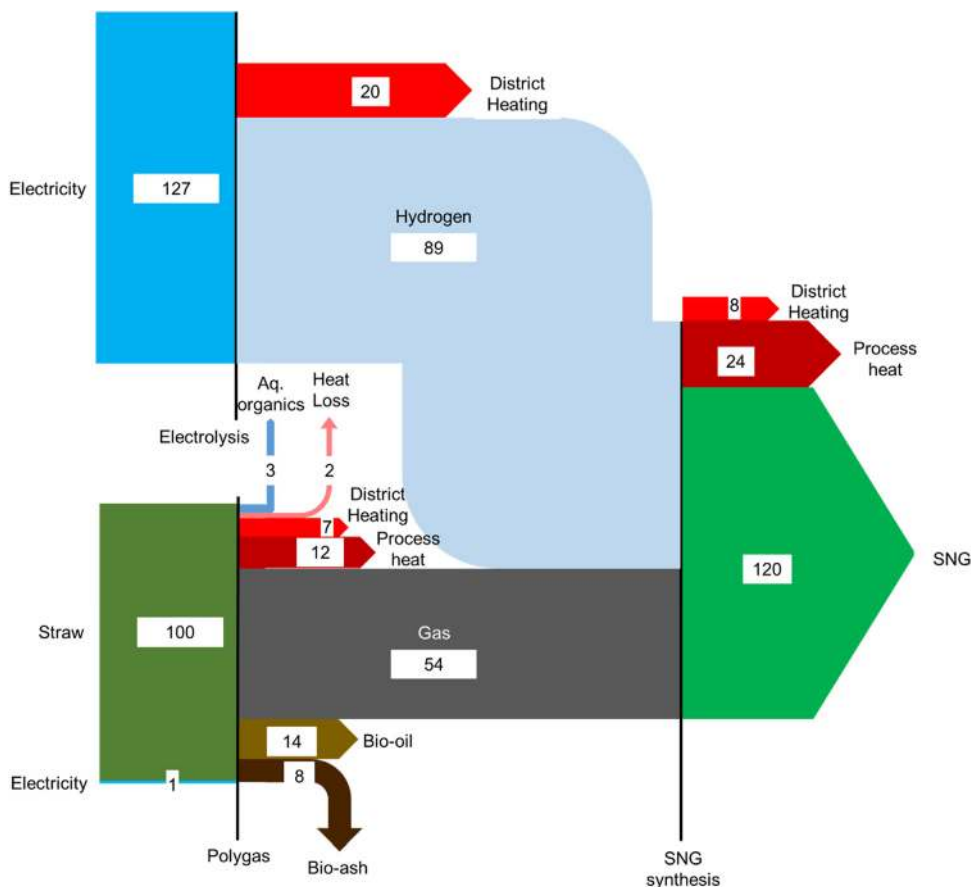 20
District
Heating
Electricity
127
Hydrogen
89
8
District
Heating
24
Process
heat
Aq.
organics
Heat
Loss
Electrolysis
3
2
District
Heating
7
12
Process
heat
120
SNG
Straw
100
Gas
54
14
Bio-oil
8
Electricity
1
Polygas
Bio-ash
SNG
synthesis